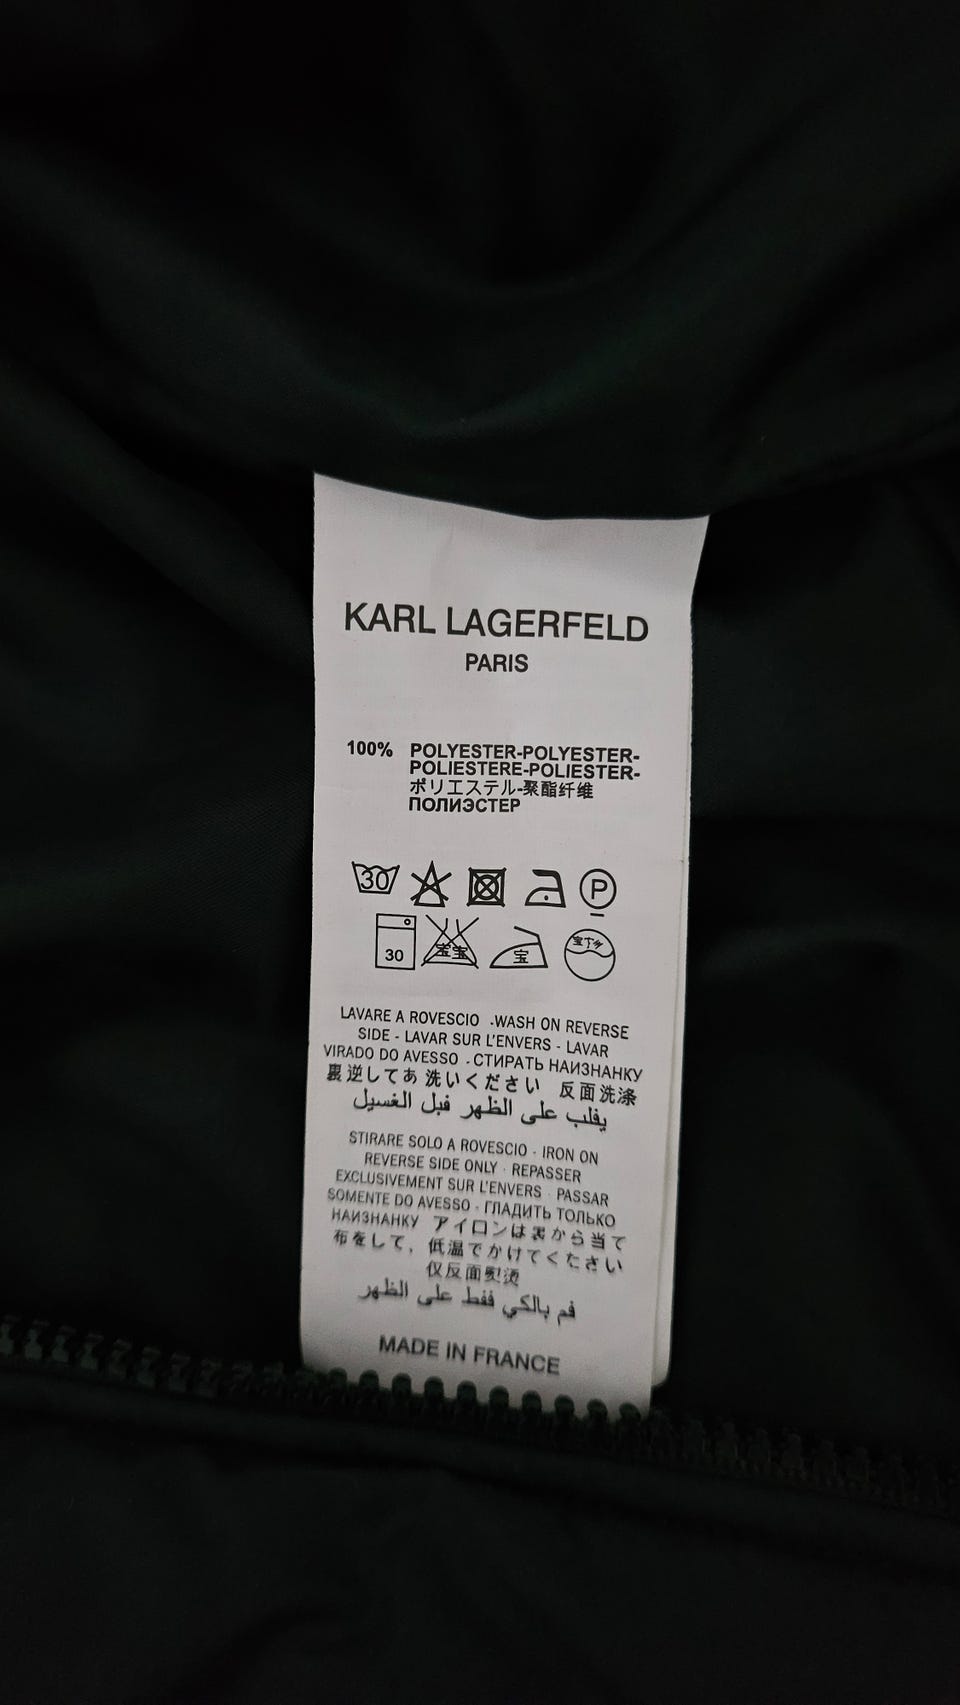 KARL LAGERFELD
PARIS
100% POLYESTER-POLYESTER-
POLIESTERE-POLIESTER-
ポリエステル-聚酯纤维
ПОЛИЭСТЕР
30
P
30
宝
LAVARE A ROVESCIO -WASH ON REVERSE
SIDE - LAVAR SUR L'ENVERS - LAVAR
VIRADO DO AVESSO - СТИРАТЬ НАИЗНАНКУ
裏逆してあ 洗いください 反面洗涤
يقلب على الظهر قبل الغسيل
STIRARE SOLO A ROVESCIO - IRON ON
REVERSE SIDE ONLY - REPASSER
EXCLUSIVEMENT SUR L'ENVERS - PASSAR
SOMENTE DO AVESSO - ГЛАДИТЬ ТОЛЬКО
НАИЗНАНКУ アイロンは裏から当て
布をして, 低温でかけてください
仅反面熨烫
قم بالكي فقط على الظهر
MADE IN FRANCE